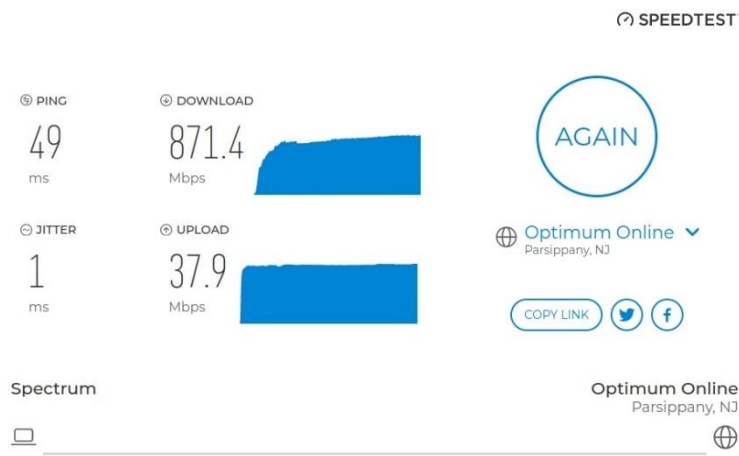 SPEEDTEST
PING
49
ms
DOWNLOAD
871.4
Mbps
JITTER
1
ms
UPLOAD
37.9
Mbps
AGAIN
Optimum Online
Parsippany, NJ
COPY LINK
Spectrum
Optimum Online
Parsippany, NJ